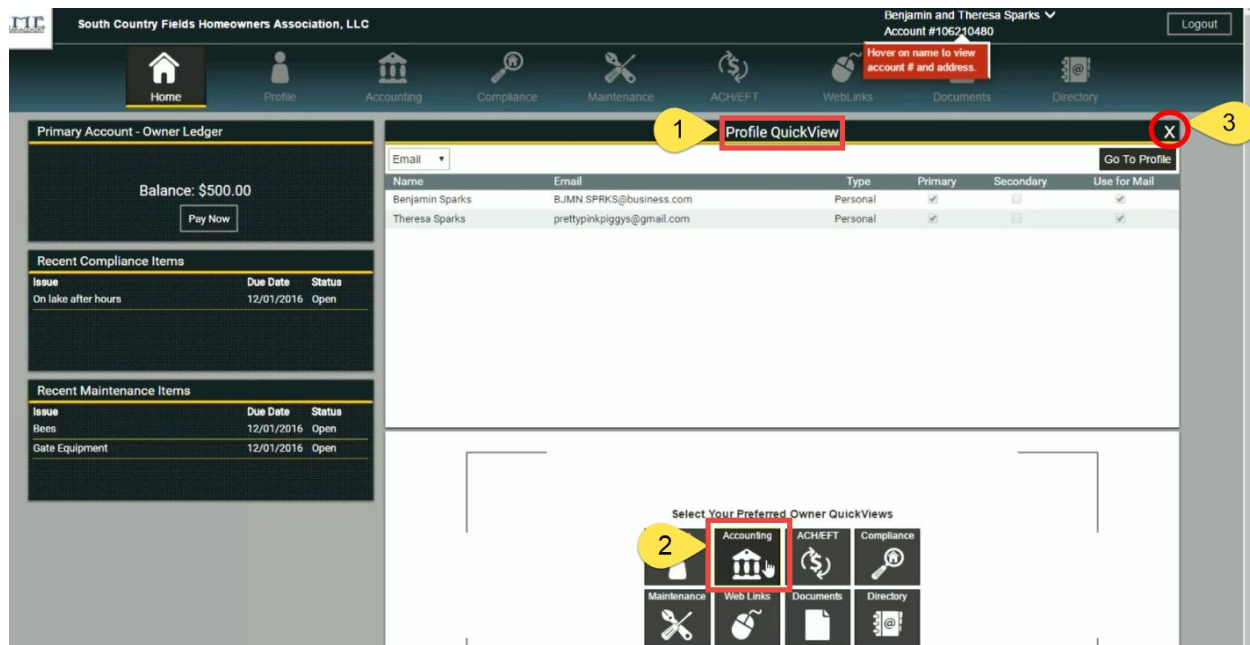 South Country Fields Homeowners Association, LLC
Benjamin and Theresa Sparks
Account #106210480
Logout
Hover on name to view
account # and address.
Home
Profile
Accounting
Compliance
Maintenance
ACH/EFT
WebLinks
Documents
Directory
Primary Account - Owner Ledger
Balance: $500.00
Pay Now
1
Profile QuickView
X
3
Email
Go To Profile
Name Email Type Primary Secondary Use for Mail
Benjamin Sparks BJMN.SPRKS@business.com Personal
Theresa Sparks prettypinkpiggys@gmail.com Personal
Recent Compliance Items
Issue Due Date Status
On lake after hours 12/01/2016 Open
Recent Maintenance Items
Issue Due Date Status
Bees 12/01/2016 Open
Gate Equipment 12/01/2016 Open
Select Your Preferred Owner QuickViews
2
Accounting ACH/EFT Compliance
Maintenance Web Links Documents Directory